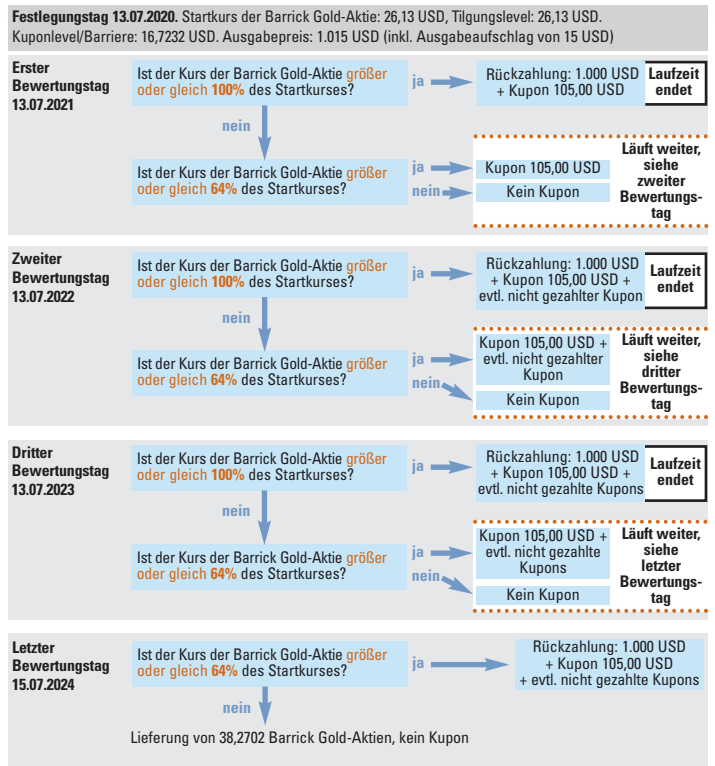 Festlegungstag 13.07.2020. Startkurs der Barrick Gold-Aktie: 26,13 USD, Tilgungslevel: 26,13 USD.
Kuponlevel/Barriere: 16,7232 USD. Ausgabepreis: 1.015 USD (inkl. Ausgabeaufschlag von 15 USD)
Erster
Bewertungstag
13.07.2021
Ist der Kurs der Barrick Gold-Aktie größer
oder gleich 100% des Startkurses?
ja
Rückzahlung: 1.000 USD
+ Kupon 105,00 USD
Laufzeit
endet
nein
Ist der Kurs der Barrick Gold-Aktie größer
oder gleich 64% des Startkurses?
ja
nein
Kupon 105,00 USD
Kein Kupon
Läuft weiter,
siehe
zweiter
Bewertungs-
tag
Zweiter
Bewertungstag
13.07.2022
Ist der Kurs der Barrick Gold-Aktie größer
oder gleich 100% des Startkurses?
ja
Rückzahlung: 1.000 USD
+ Kupon 105,00 USD +
evtl. nicht gezahlter Kupon
Laufzeit
endet
nein
Ist der Kurs der Barrick Gold-Aktie größer
oder gleich 64% des Startkurses?
ja
nein
Kupon 105,00 USD +
evtl. nicht gezahlter
Kupon
Kein Kupon
Läuft weiter,
siehe
dritter
Bewertungs-
tag
Dritter
Bewertungstag
13.07.2023
Ist der Kurs der Barrick Gold-Aktie größer
oder gleich 100% des Startkurses?
ja
Rückzahlung: 1.000 USD
+ Kupon 105,00 USD +
evtl. nicht gezahlte Kupons
Laufzeit
endet
nein
Ist der Kurs der Barrick Gold-Aktie größer
oder gleich 64% des Startkurses?
ja
nein
Kupon 105,00 USD +
evtl. nicht gezahlte
Kupons
Kein Kupon
Läuft weiter,
siehe
letzter
Bewertungs-
tag
Letzter
Bewertungstag
15.07.2024
Ist der Kurs der Barrick Gold-Aktie größer
oder gleich 64% des Startkurses?
ja
Rückzahlung: 1.000 USD
+ Kupon 105,00 USD
+ evtl. nicht gezahlte Kupons
nein
Lieferung von 38,2702 Barrick Gold-Aktien, kein Kupon